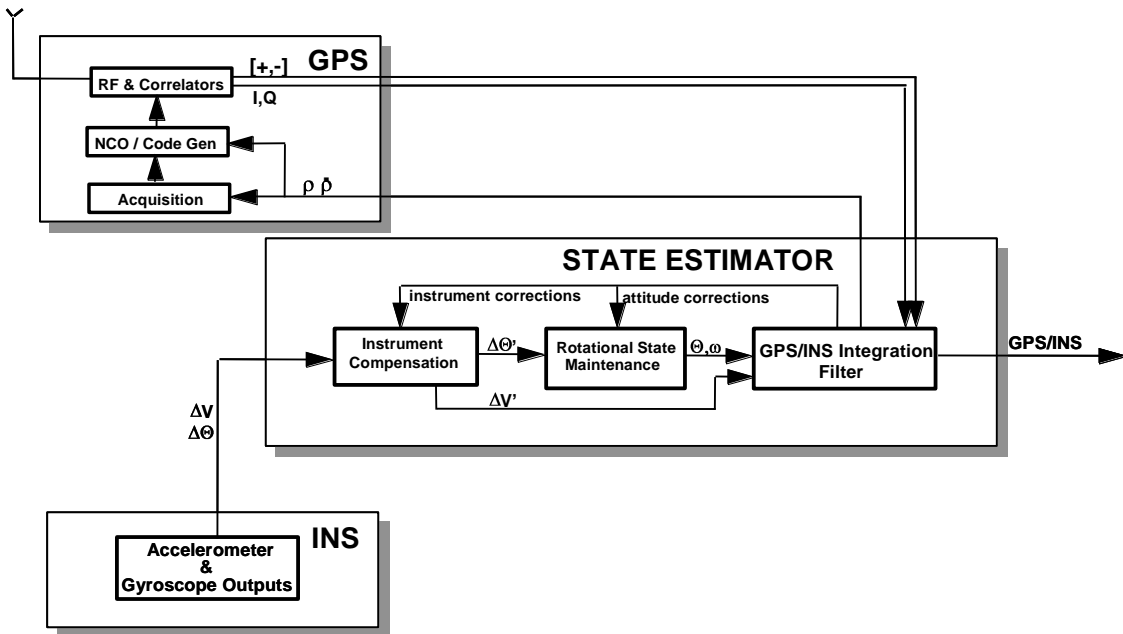 GPS
[+,-]
RF & Correlators
I,Q
NCO / Code Gen
ρ ρ̇
Acquisition
STATE ESTIMATOR
instrument corrections
attitude corrections
Instrument
Compensation
ΔΘ'
Rotational State
Maintenance
Θ,ω
GPS/INS Integration
Filter
GPS/INS
ΔV'
ΔV
ΔΘ
INS
Accelerometer
&
Gyroscope Outputs